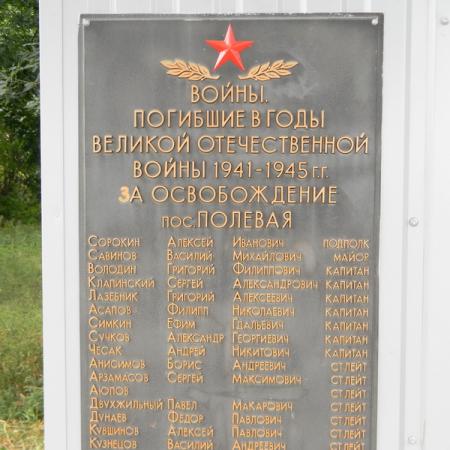 ВОЙНЫ,
ПОГИБШИЕ В ГОДЫ
ВЕЛИКОЙ ОТЕЧЕСТВЕННОЙ
ВОЙНЫ 1941-1945 г.г.
ЗА ОСВОБОЖДЕНИЕ
ПОС. ПОЛЕВАЯ
СОРОКИН АЛЕКСЕЙ ИВАНОВИЧ ПОДПОЛК
САВИНОВ ВАСИЛИЙ МИХАЙЛОВИЧ МАЙОР
ВОЛОДИН ГРИГОРИЙ ФИЛИППОВИЧ КАПИТАН
КЛАПИНСКИЙ СЕРГЕЙ АЛЕКСАНДРОВИЧ КАПИТАН
ЛАЗЕБНИК ГРИГОРИЙ АЛЕКСЕЕВИЧ КАПИТАН
АСАПОВ ФИЛИПП НИКОЛАЕВИЧ КАПИТАН
СИМКИН ЕФИМ ГДАЛЬЕВИЧ КАПИТАН
СУЧКОВ АЛЕКСАНДР ГЕОРГИЕВИЧ КАПИТАН
ЧЕСАК АНДРЕЙ НИКИТОВИЧ КАПИТАН
АНИСИМОВ БОРИС АНДРЕЕВИЧ СТ ЛЕЙТ
АРЗАМАСОВ СЕРГЕЙ МАКСИМОВИЧ СТ ЛЕЙТ
АЮПОВ СТ ЛЕЙТ
ДВУХЖИЛЬНЫЙ ПАВЕЛ МАКАРОВИЧ СТ ЛЕЙТ
ДУНАЕВ ФЕДОР ПАВЛОВИЧ СТ ЛЕЙТ
КУВШИНОВ АЛЕКСЕЙ ПАВЛОВИЧ СТ ЛЕЙТ
КУЗНЕЦОВ ВАСИЛИЙ АНДРЕЕВИЧ СТ ЛЕЙТ